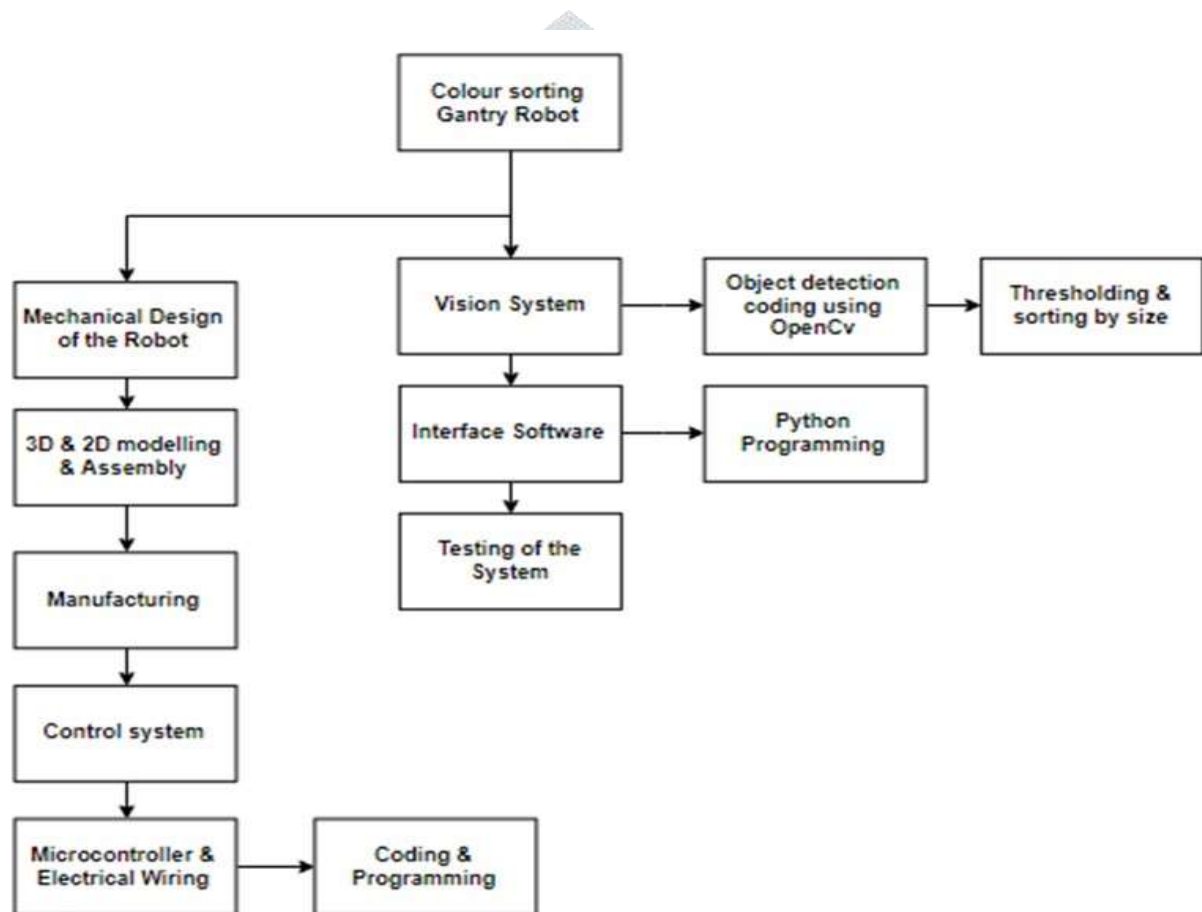 Colour sorting
Gantry Robot
Mechanical Design
of the Robot
3D & 2D modelling
& Assembly
Manufacturing
Control system
Microcontroller &
Electrical Wiring
Coding &
Programming
Vision System
Object detection
coding using
OpenCv
Thresholding &
sorting by size
Interface Software
Python
Programming
Testing of the
System